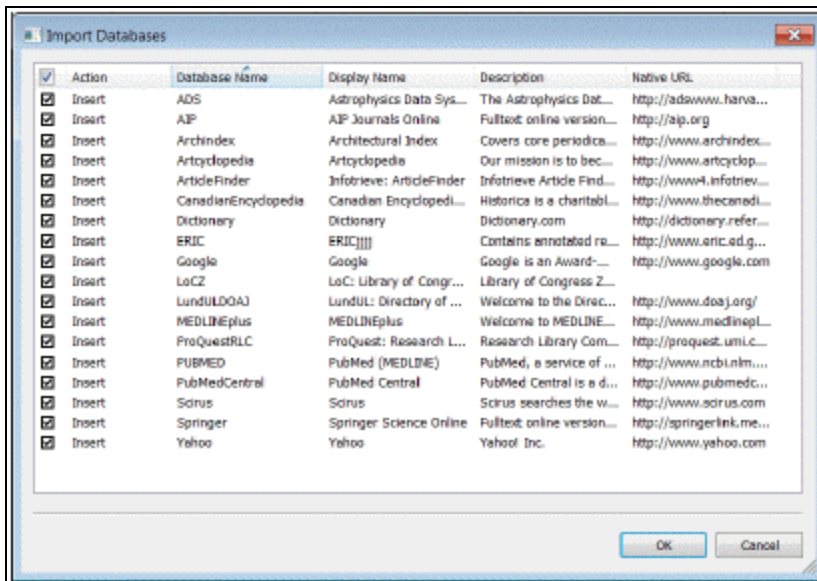 Import Databases
Action Database Name Display Name Description Native URL
Insert ADS Astrophysics Data Sys... The Astrophysics Dat... http://adswww.harva...
Insert AIP AIP Journals Online Fulltext online version... http://aip.org
Insert Archindex Architectural Index Covers core periodica... http://www.archindex...
Insert Artcyclopedia Artcyclopedia Our mission is to bec... http://www.artcyclop...
Insert ArticleFinder Infotrieve: ArticleFinder Infotrieve Article Find... http://www4.infotriev...
Insert CanadianEncyclopedia Canadian Encyclopedi... Historica is a charitabl... http://www.thecanadi...
Insert Dictionary Dictionary Dictionary.com http://dictionary.refer...
Insert ERIC ERIC]]]] Contains annotated re... http://www.eric.ed.g...
Insert Google Google Google is an Award-... http://www.google.com
Insert LoCZ LoC: Library of Congr... Library of Congress Z...
Insert LundULDOAJ LundUL: Directory of ... Welcome to the Direc... http://www.doaj.org/
Insert MEDLINEplus MEDLINEplus Welcome to MEDLINE... http://www.medlinepl...
Insert ProQuestRLC ProQuest: Research L... Research Library Com... http://proquest.umi.c...
Insert PUBMED PubMed (MEDLINE) PubMed, a service of ... http://www.ncbi.nlm....
Insert PubMedCentral PubMed Central PubMed Central is a d... http://www.pubmedc...
Insert Scirus Scirus Scirus searches the w... http://www.scirus.com
Insert Springer Springer Science Online Fulltext online version... http://springerlink.me...
Insert Yahoo Yahoo Yahoo! Inc. http://www.yahoo.com
OK Cancel